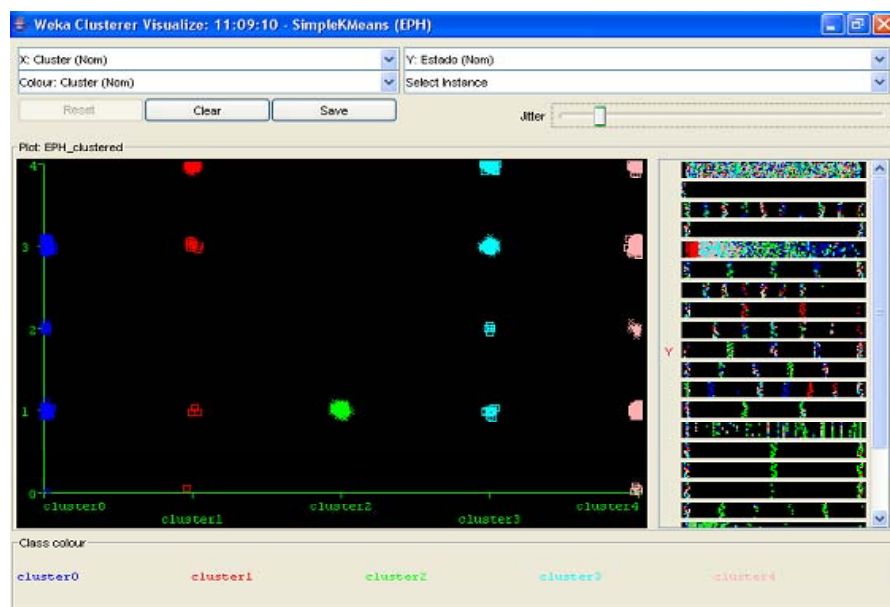 Weka Clusterer Visualize: 11:09:10 - SimpleKMeans (EPH)
X: Cluster (Nom)
Y: Estado (Nom)
Colour: Cluster (Nom)
Select Instance
Reset
Clear
Save
Jitter
Plot: EPH_clustered
4
3
2
1
0
cluster0
cluster1
cluster2
cluster3
cluster4
Y
Class colour
cluster0
cluster1
cluster2
cluster3
cluster4